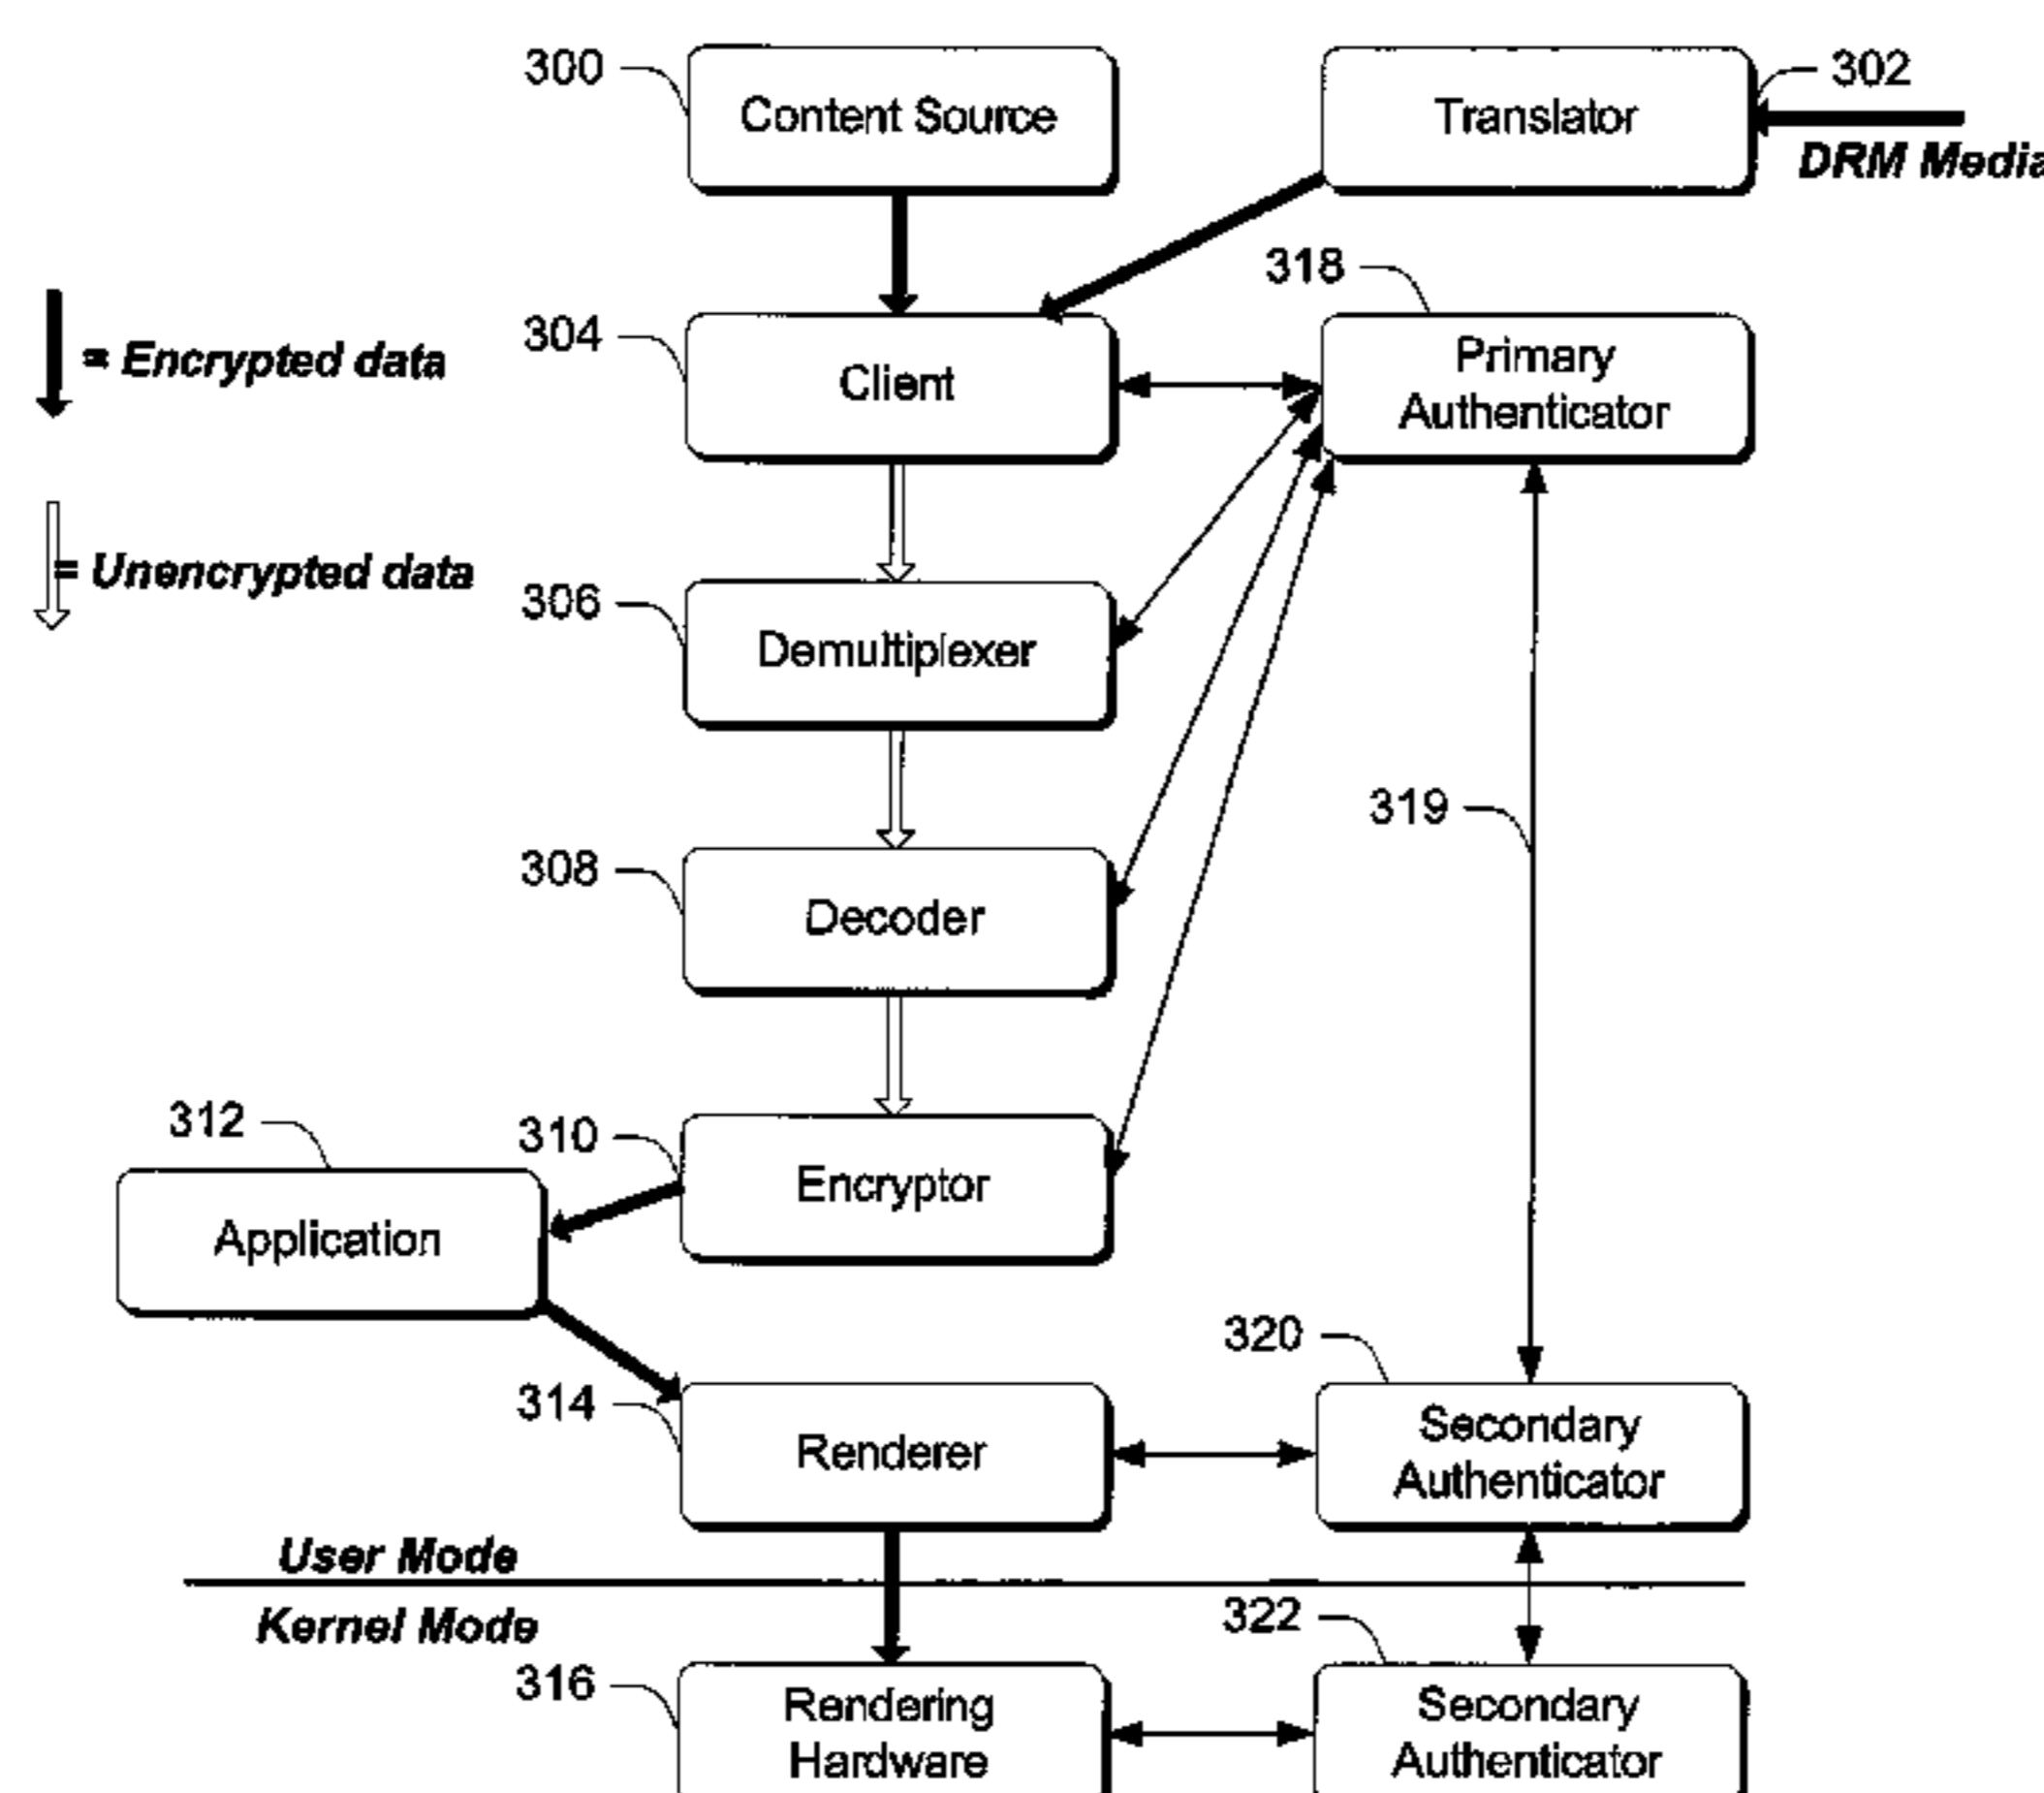 300
Content Source
Translator
302
DRM Media
318
= Encrypted data
304
Client
Primary
Authenticator
= Unencrypted data
306
Demultiplexer
319
308
Decoder
312
310
Encryptor
Application
320
314
Renderer
Secondary
Authenticator
User Mode
Kernel Mode
322
316
Rendering
Hardware
Secondary
Authenticator